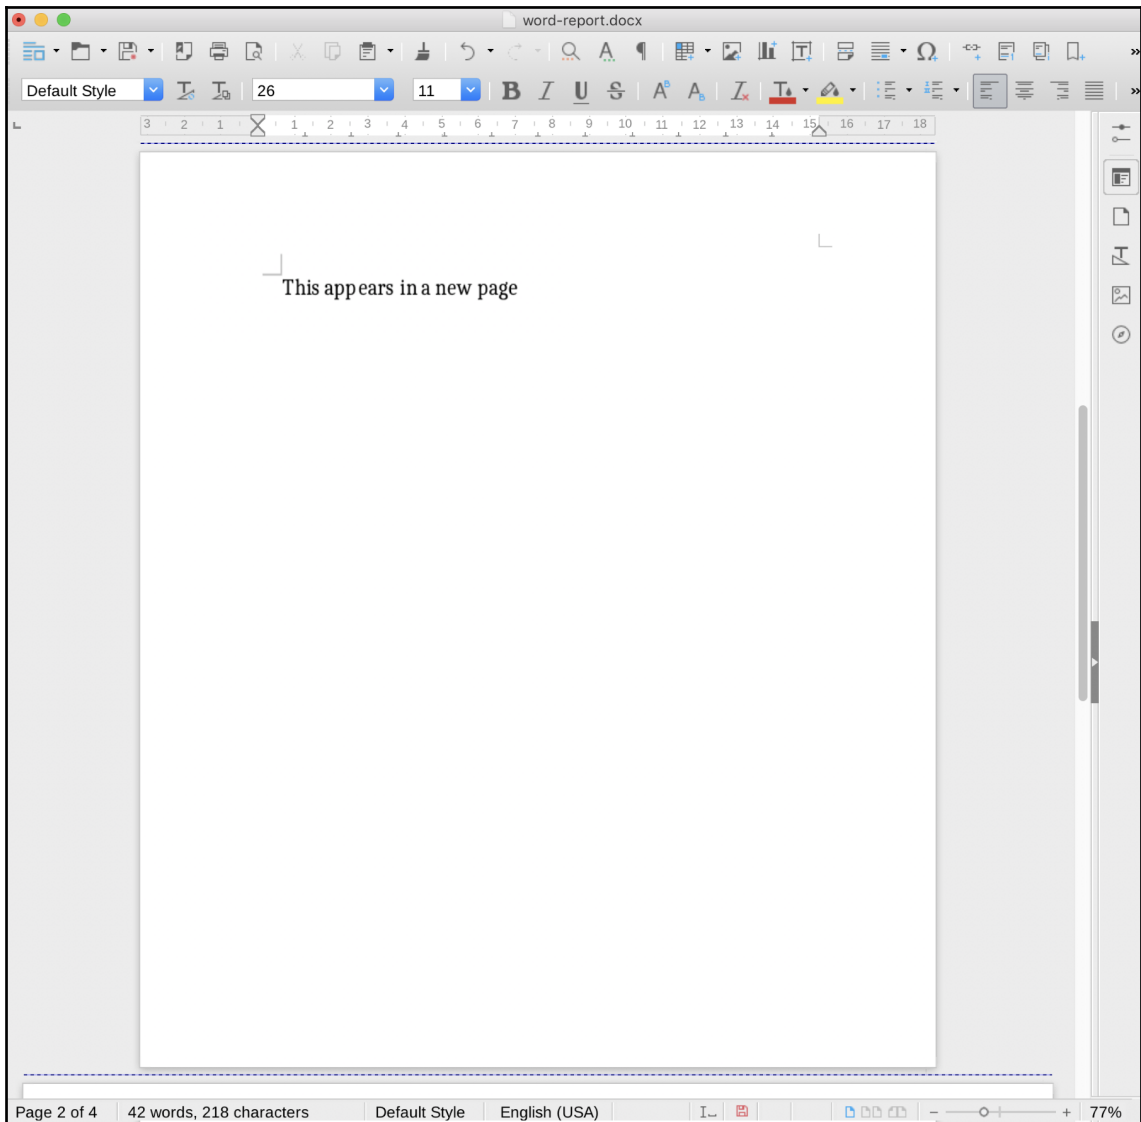 word-report.docx
»
Default Style 26 11 B I U S »
3 2 1 1 2 3 4 5 6 7 8 9 10 11 12 13 14 15 16 17 18
This appears in a new page
Page 2 of 4 42 words, 218 characters Default Style English (USA) 77%